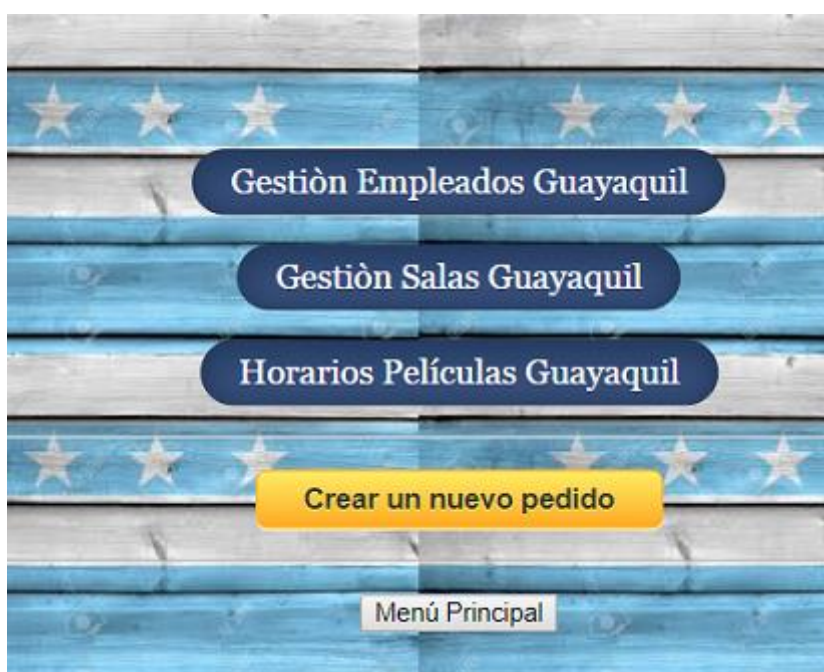 Gestiòn Empleados Guayaquil
Gestiòn Salas Guayaquil
Horarios Películas Guayaquil
Crear un nuevo pedido
Menú Principal